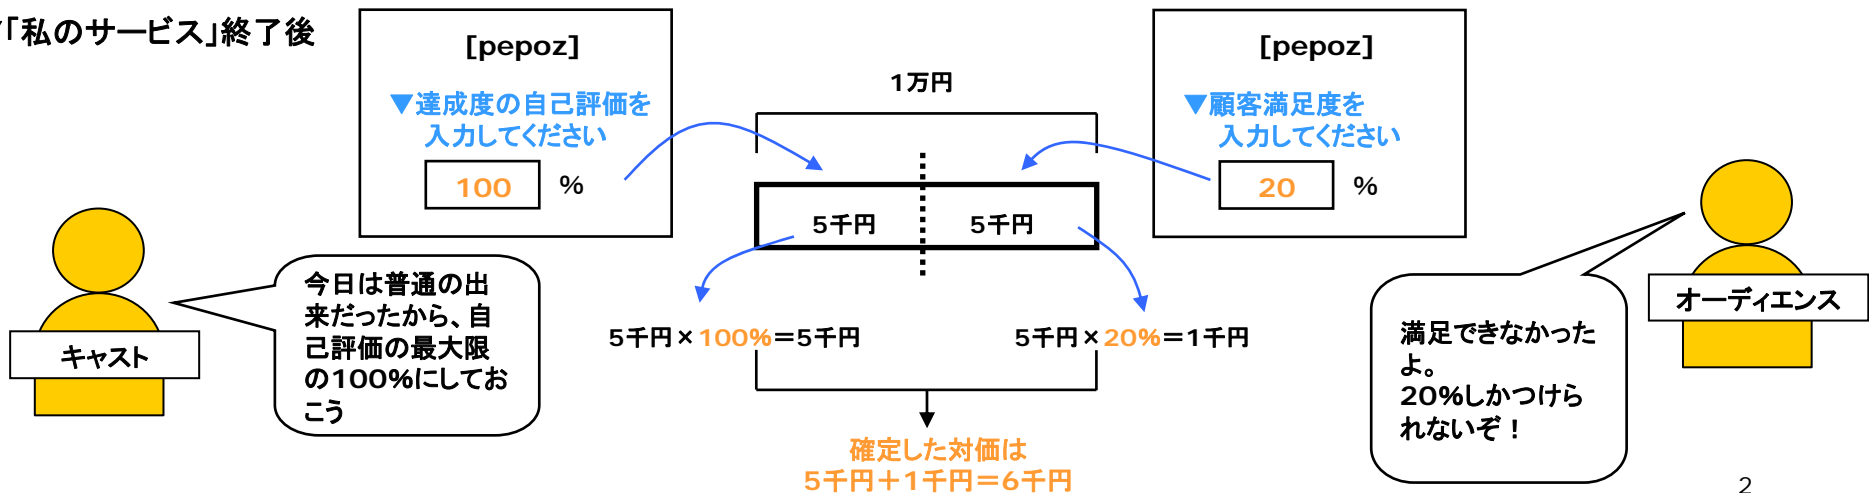 「私のサービス」終了後
[pepoz]
▼達成度の自己評価を
入力してください
100 %
1万円
[pepoz]
▼顧客満足度を
入力してください
20 %
5千円
5千円
キャスト
今日は普通の出
来だったから、自
己評価の最大限
の100%にしてお
こう
5千円×100%=5千円
5千円×20%=1千円
確定した対価は
5千円+1千円=6千円
満足できなかった
よ。
20%しかつけら
れないぞ!
オーディエンス
2